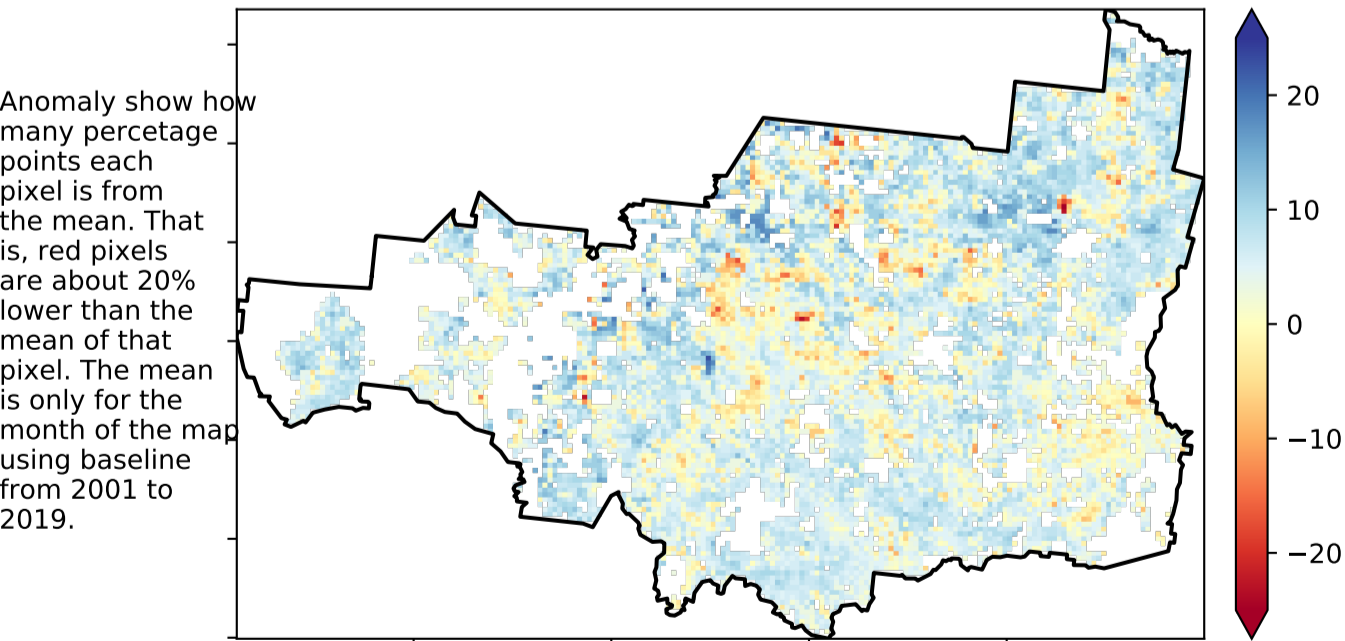 Anomaly show how
many percetage
points each
pixel is from
the mean. That
is, red pixels
are about 20%
lower than the
mean of that
pixel. The mean
is only for the
month of the map
using baseline
from 2001 to
2019.
20
10
0
−10
−20